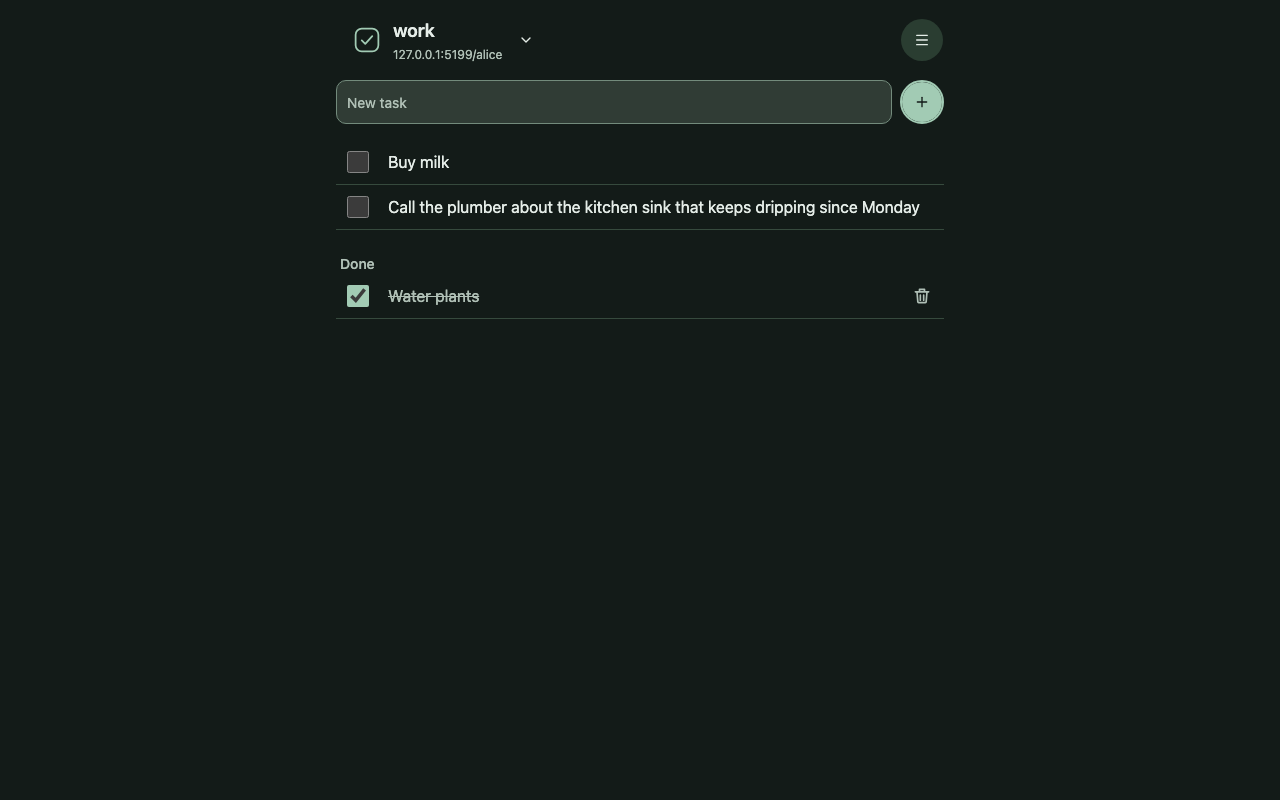 work
127.0.0.1:5199/alice
New task
Buy milk
Call the plumber about the kitchen sink that keeps dripping since Monday
Done
Water plants